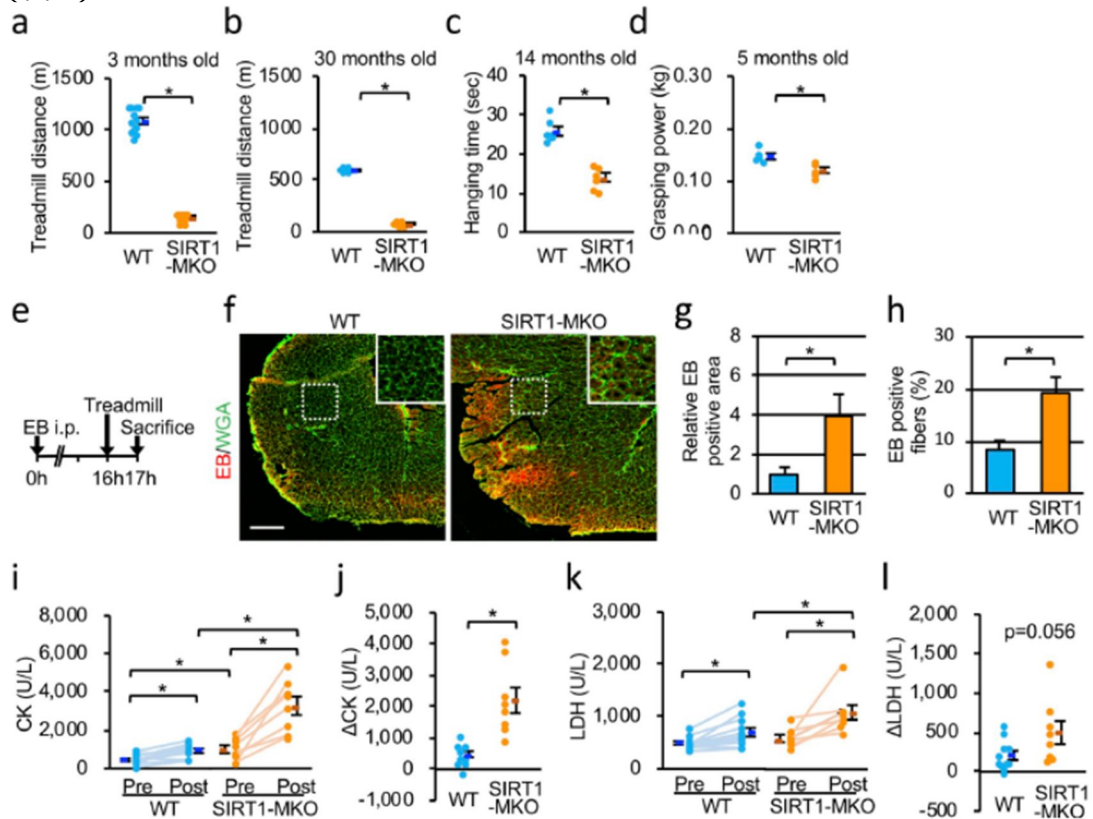 a
3 months old
Treadmill distance (m)
1500
1000
500
0
*
WT
SIRT1
-MKO
b
30 months old
Treadmill distance (m)
1500
1000
500
0
*
WT
SIRT1
-MKO
c
14 months old
Hanging time (sec)
40
30
20
10
0
*
WT
SIRT1
-MKO
d
5 months old
Grasping power (kg)
0.30
0.20
0.10
0
*
WT
SIRT1
-MKO
e
EB i.p.
Treadmill
Sacrifice
0h
16h17h
f
WT
SIRT1-MKO
EB/WGA
g
Relative EB
positive area
8
6
4
2
0
*
WT
SIRT1
-MKO
h
EB positive
fibers (%)
30
20
10
0
*
WT
SIRT1
-MKO
i
CK (U/L)
8,000
6,000
4,000
2,000
0
*
*
*
*
Pre Post Pre Post
WT SIRT1-MKO
j
ΔCK (U/L)
5,000
4,000
3,000
2,000
1,000
0
-1,000
*
WT
SIRT1
-MKO
k
LDH (U/L)
3,000
2,000
1,000
0
*
*
*
Pre Post Pre Post
WT SIRT1-MKO
l
ΔLDH (U/L)
2,000
1,500
1,000
500
0
-500
p=0.056
WT
SIRT1
-MKO